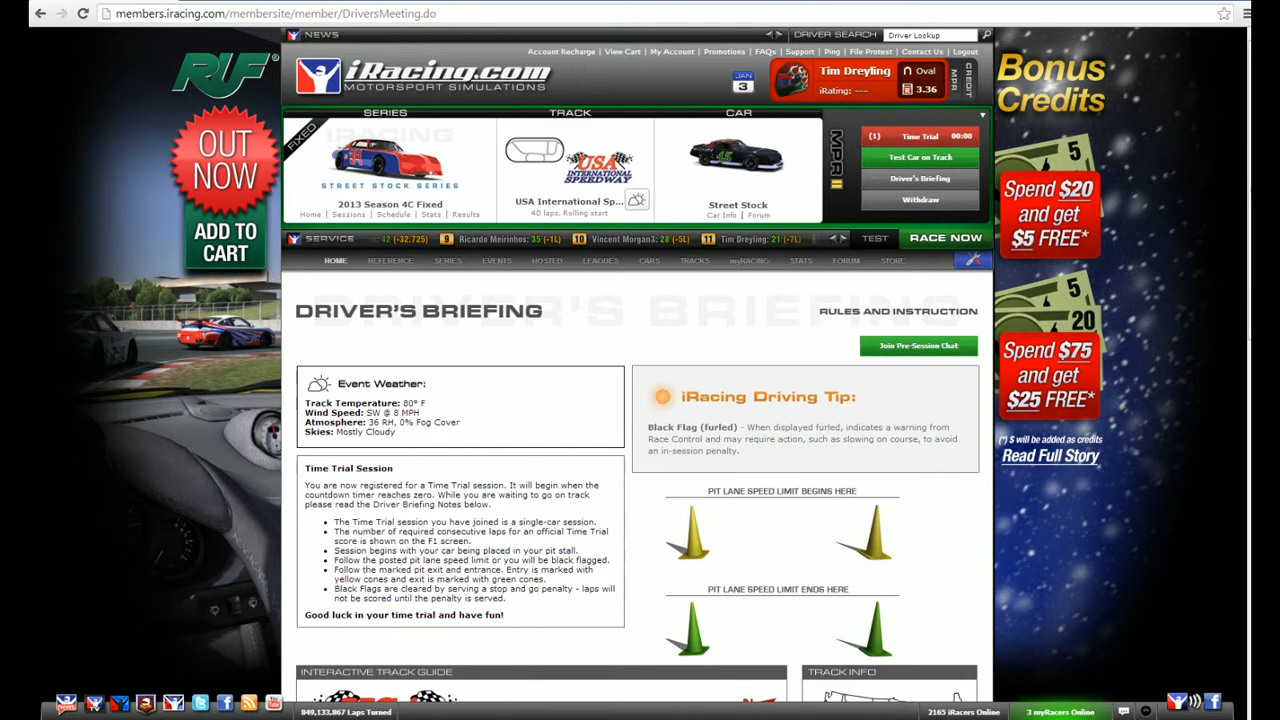 members.iracing.com/membersite/member/DriversMeeting.do
NEWS
DRIVER SEARCH
Driver Lookup
Account Recharge | View Cart | My Account | Promotions | FAQs | Support | Ping | File Protest | Contact Us | Logout
iRacing.com
MOTORSPORT SIMULATIONS
JAN
3
Tim Dreyling
iRating: ---
Oval
R 3.36
MPR
CREDIT
RUF®
OUT
NOW
ADD TO
CART
Bonus
Credits
5
Spend $20
and get
$5 FREE*
5
20
Spend $75
and get
$25 FREE*
(*) $ will be added as credits
Read Full Story
SERIES
TRACK
CAR
FIXED
IRACING
STREET STOCK SERIES
2013 Season 4C Fixed
Home | Sessions | Schedule | Stats | Results
USA
INTERNATIONAL
SPEEDWAY
USA International Sp...
40 laps, Rolling start
Street Stock
Car Info | Forum
MPR
(1) Time Trial 00:00
Test Car on Track
Driver's Briefing
Withdraw
SERVICE
42 (-32.725) 9 Ricardo Meirinhos: 35 (-1L) 10 Vincent Morgan3: 28 (-5L) 11 Tim Dreyling: 21 (-7L)
TEST
RACE NOW
HOME REFERENCE SERIES EVENTS HOSTED LEAGUES CARS TRACKS myRACING STATS FORUM STORE
DRIVER'S BRIEFING
DRIVER'S BRIEFING
RULES AND INSTRUCTION
Join Pre-Session Chat
Event Weather:
Track Temperature: 80° F
Wind Speed: SW @ 8 MPH
Atmosphere: 36 RH, 0% Fog Cover
Skies: Mostly Cloudy
iRacing Driving Tip:
Black Flag (furled) - When displayed furled, indicates a warning from
Race Control and may require action, such as slowing on course, to avoid
an in-session penalty.
Time Trial Session
You are now registered for a Time Trial session. It will begin when the
countdown timer reaches zero. While you are waiting to go on track
please read the Driver Briefing Notes below.
• The Time Trial session you have joined is a single-car session.
• The number of required consecutive laps for an official Time Trial
score is shown on the F1 screen.
• Session begins with your car being placed in your pit stall.
• Follow the posted pit lane speed limit or you will be black flagged.
• Follow the marked pit exit and entrance. Entry is marked with
yellow cones and exit is marked with green cones.
• Black Flags are cleared by serving a stop and go penalty - laps will
not be scored until the penalty is served.
Good luck in your time trial and have fun!
PIT LANE SPEED LIMIT BEGINS HERE
PIT LANE SPEED LIMIT ENDS HERE
INTERACTIVE TRACK GUIDE
TRACK INFO
849,133,867 Laps Turned
2165 iRacers Online
3 myRacers Online